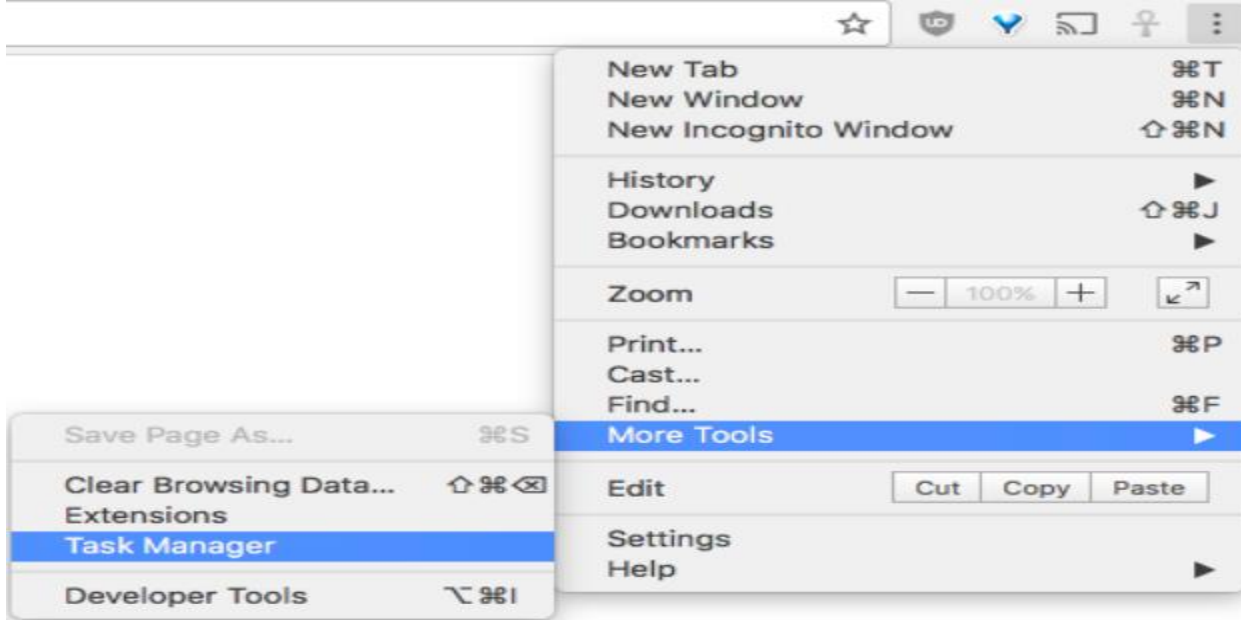 New Tab ⌘T
New Window ⌘N
New Incognito Window ⇧⌘N
History ▶
Downloads ⇧⌘J
Bookmarks ▶
Zoom — 100% +
Print... ⌘P
Cast...
Find... ⌘F
More Tools ▶
Edit Cut Copy Paste
Settings
Help ▶
Save Page As... ⌘S
Clear Browsing Data... ⇧⌘⌫
Extensions
Task Manager
Developer Tools ⌥⌘I